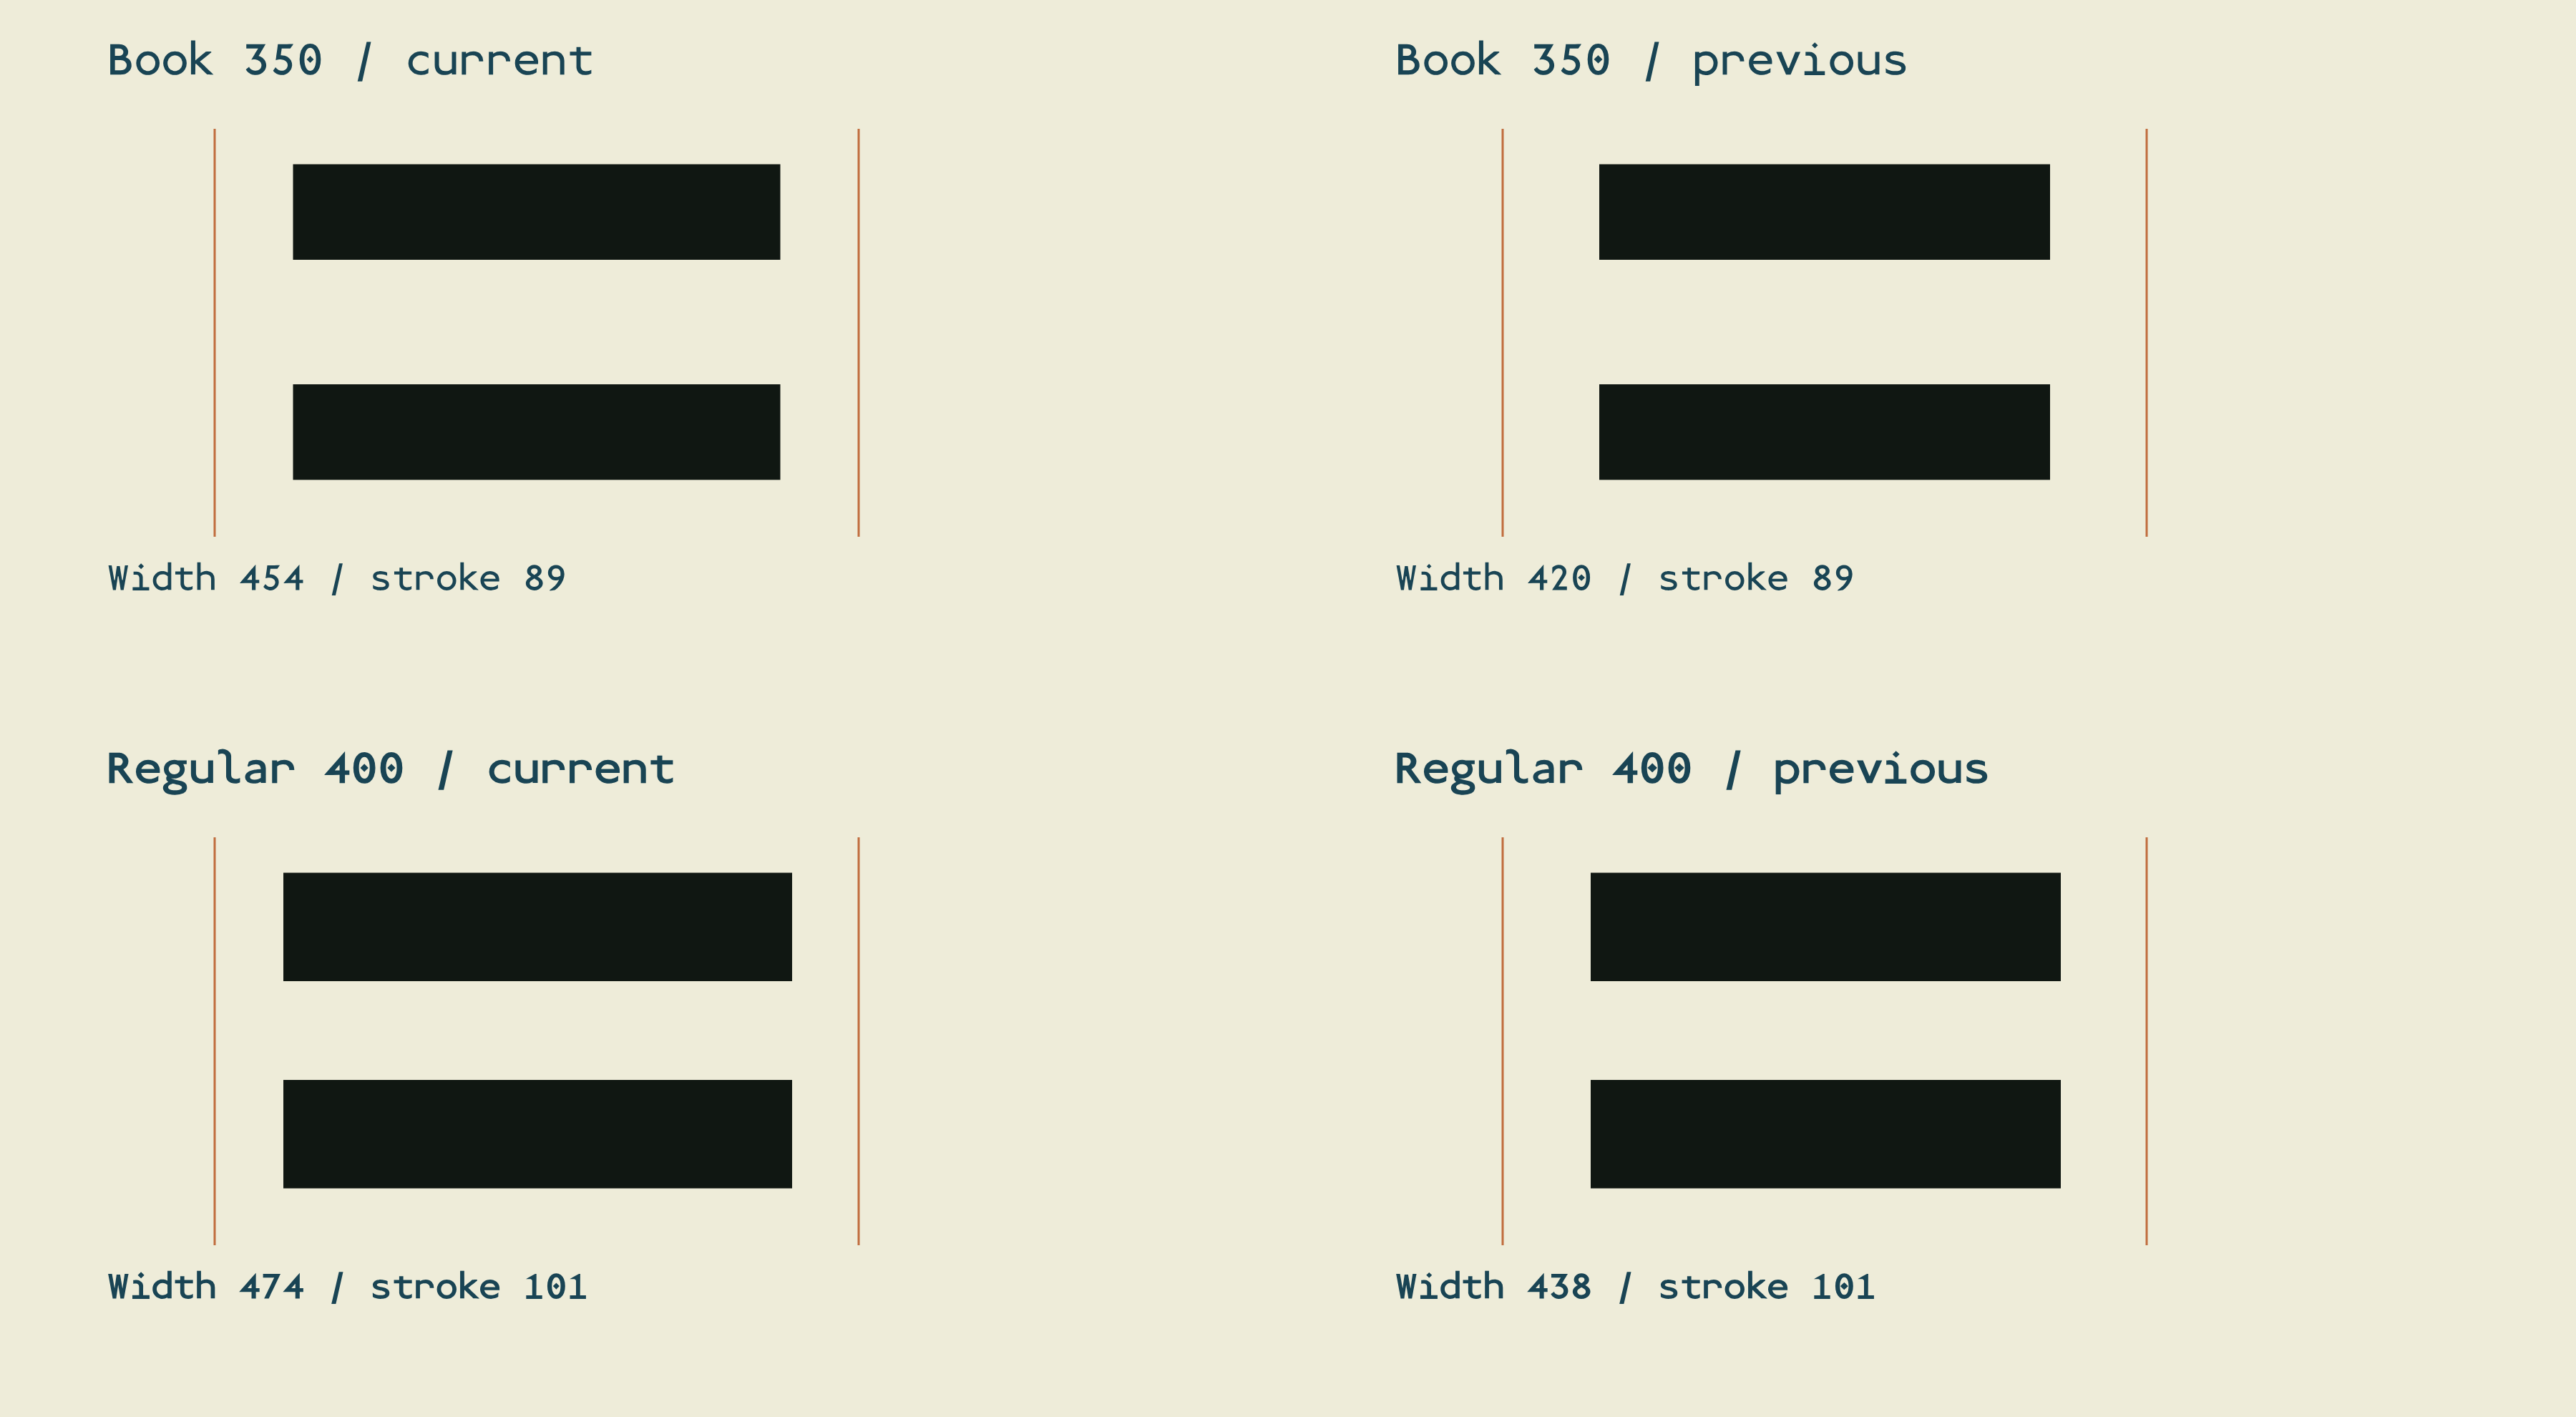 Book 350 / current
Book 350 / previous
Width 454 / stroke 89
Width 420 / stroke 89
Regular 400 / current
Regular 400 / previous
Width 474 / stroke 101
Width 438 / stroke 101